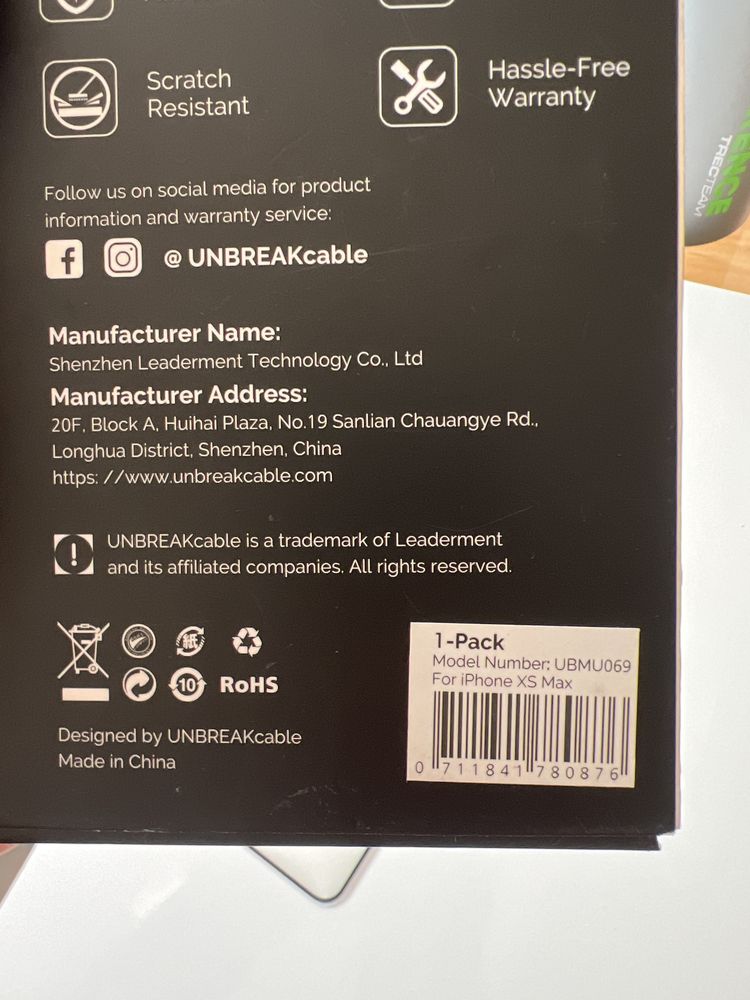 Scratch
Resistant
Hassle-Free
Warranty
Follow us on social media for product
information and warranty service:
@ UNBREAKcable
Manufacturer Name:
Shenzhen Leaderment Technology Co., Ltd
Manufacturer Address:
20F, Block A, Huihai Plaza, No.19 Sanlian Chauangye Rd.,
Longhua District, Shenzhen, China
https: //www.unbreakcable.com
UNBREAKcable is a trademark of Leaderment
and its affiliated companies. All rights reserved.
紙
10
RoHS
Designed by UNBREAKcable
Made in China
1-Pack
Model Number: UBMU069
For iPhone XS Max
0 711841 780876
TRECTEAM